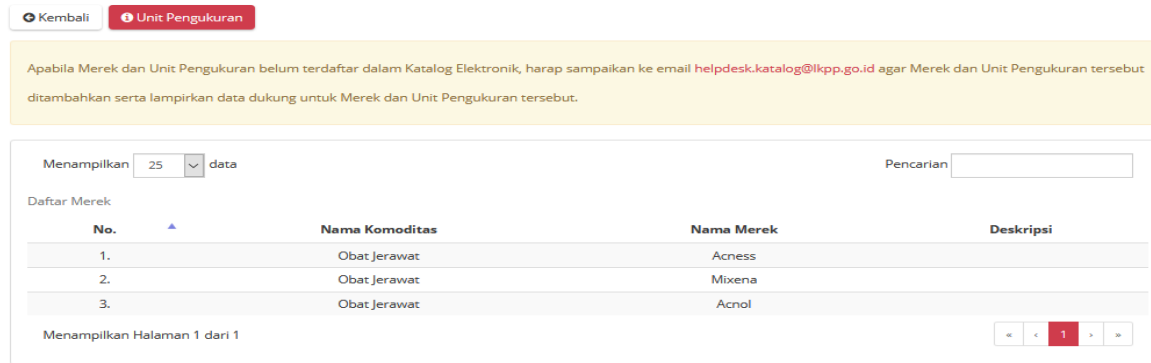 Kembali Unit Pengukuran
Apabila Merek dan Unit Pengukuran belum terdaftar dalam Katalog Elektronik, harap sampaikan ke email helpdesk.katalog@lkpp.go.id agar Merek dan Unit Pengukuran tersebut
ditambahkan serta lampirkan data dukung untuk Merek dan Unit Pengukuran tersebut.
Menampilkan 25 data Pencarian
Daftar Merek
No. Nama Komoditas Nama Merek Deskripsi
1. Obat Jerawat Acness
2. Obat Jerawat Mixena
3. Obat Jerawat Acnol
Menampilkan Halaman 1 dari 1 « ‹ 1 › »